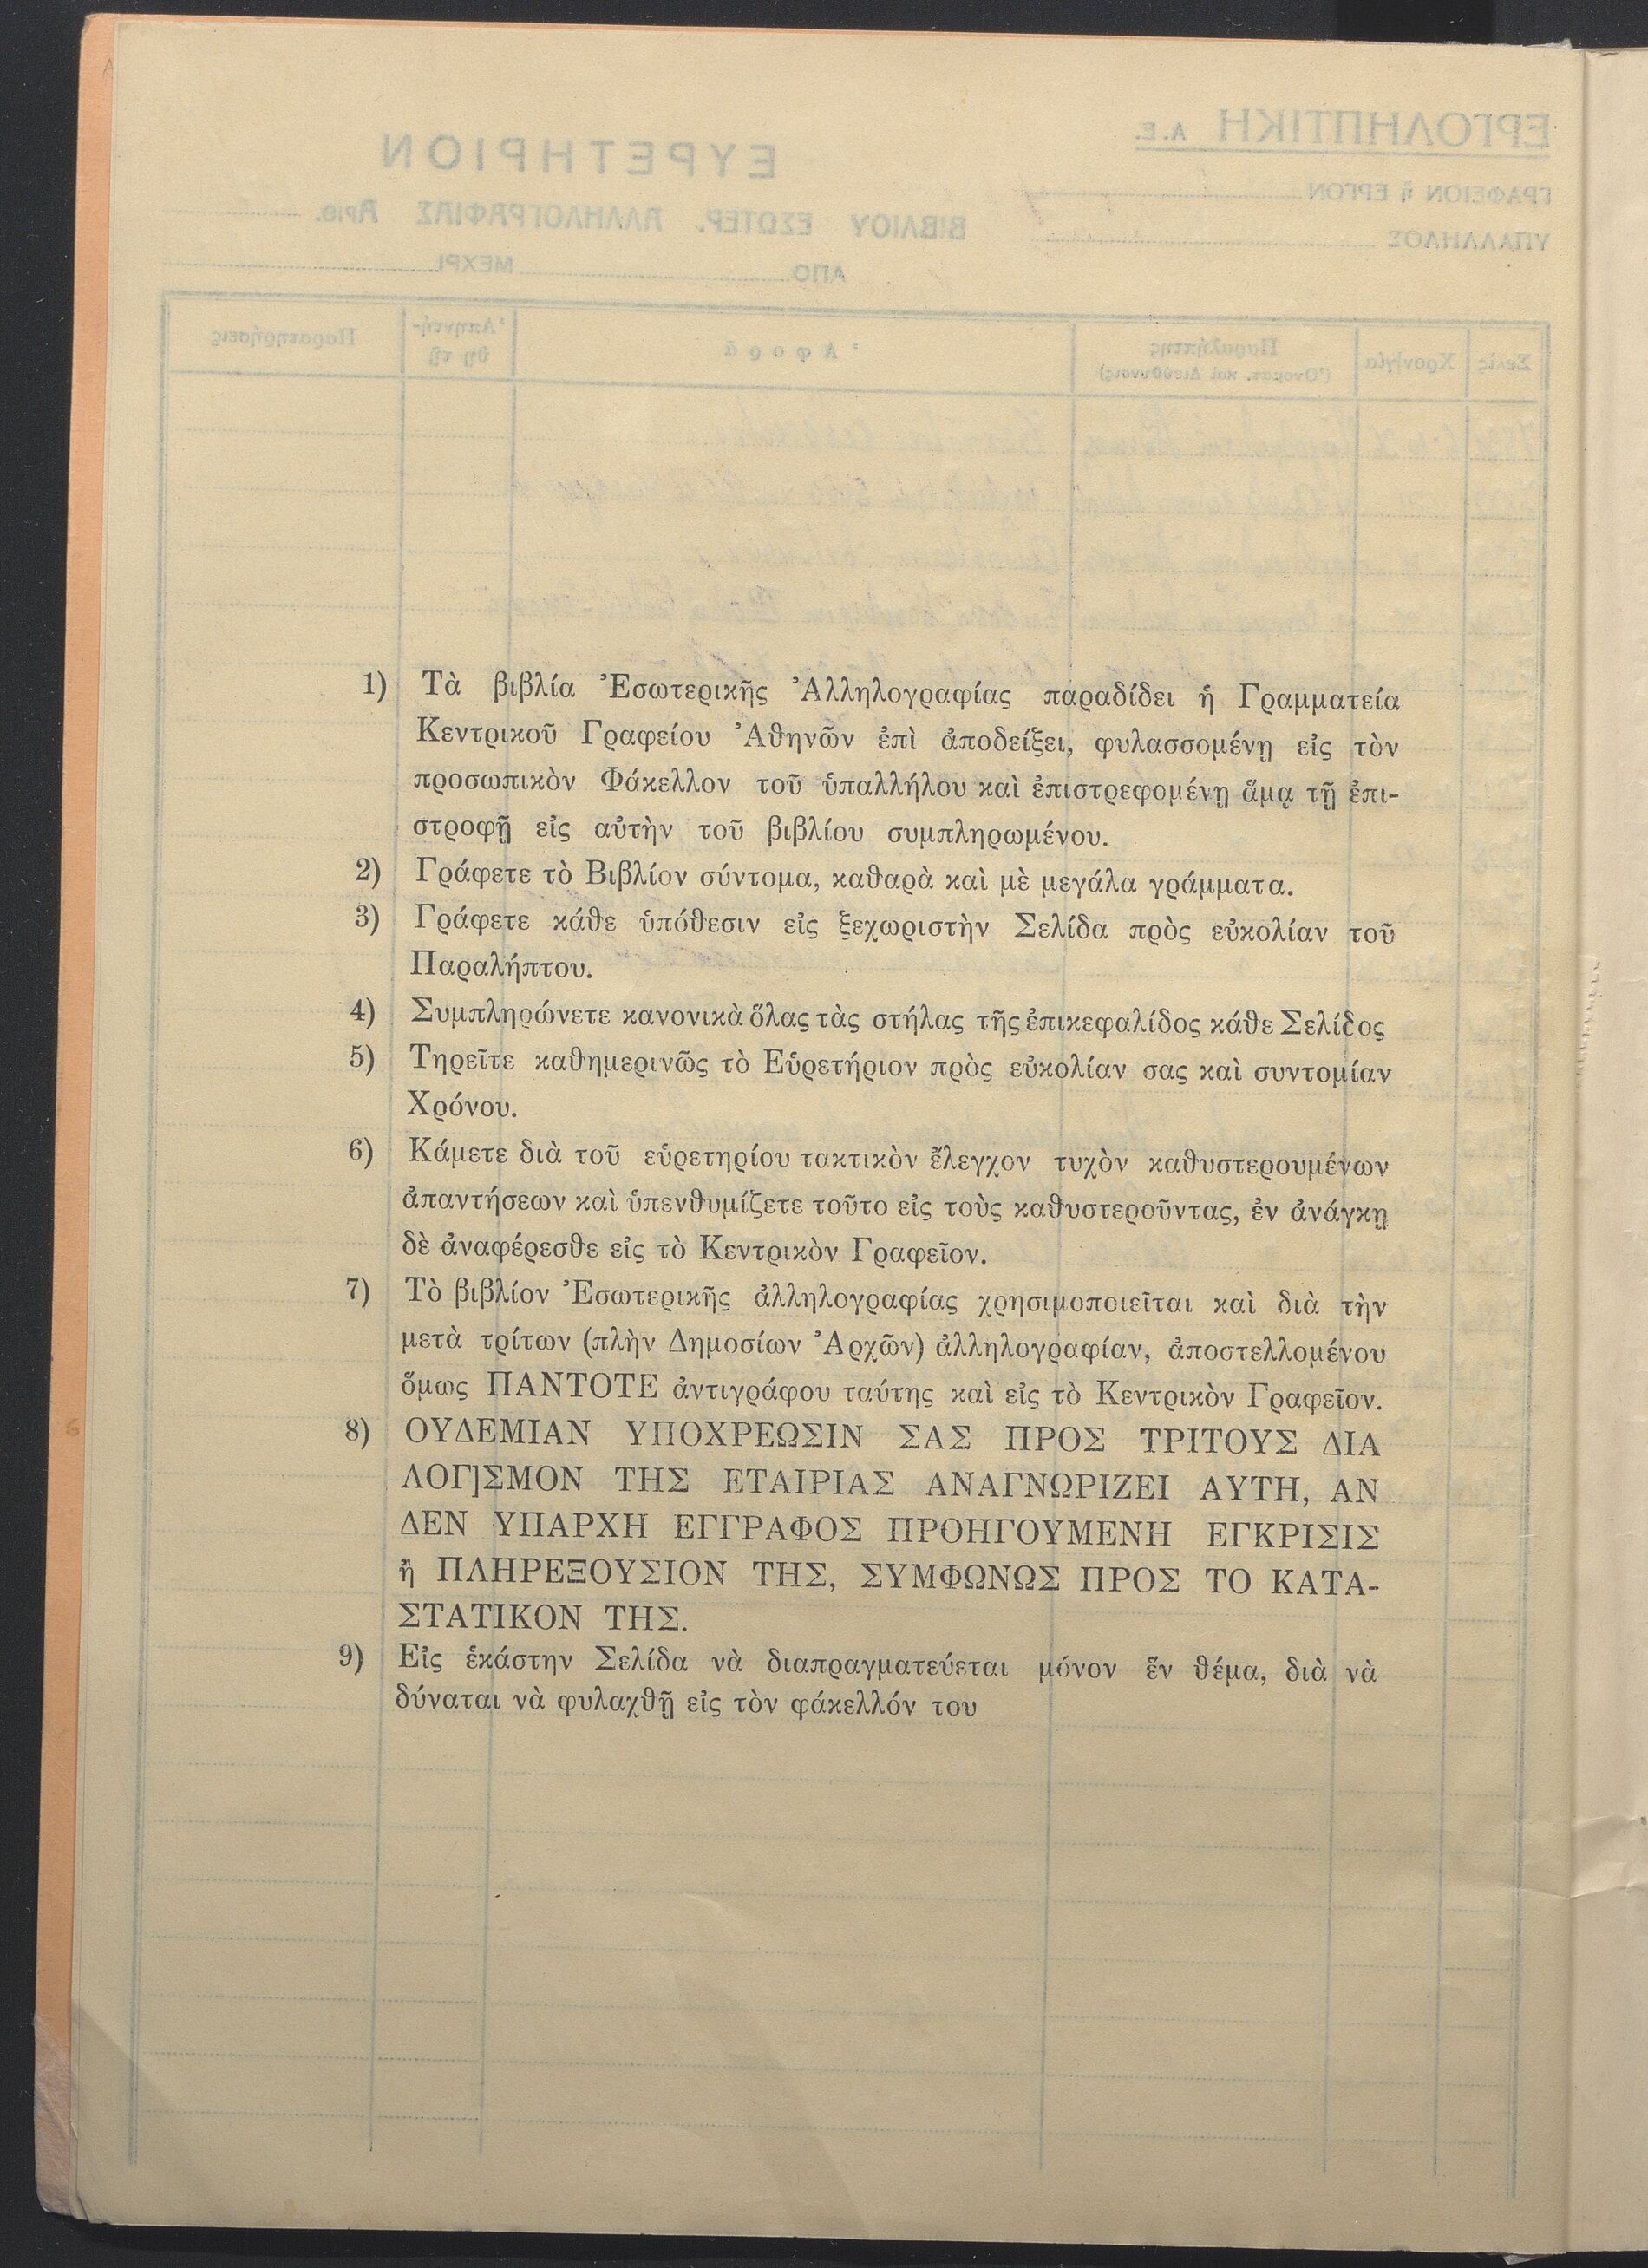 1) Τὰ βιβλία Ἐσωτερικῆς Ἀλληλογραφίας παραδίδει ἡ Γραμματεία
Κεντρικοῦ Γραφείου Ἀθηνῶν ἐπὶ ἀποδείξει, φυλασσομένῃ εἰς τὸν
προσωπικὸν Φάκελλον τοῦ ὑπαλλήλου καὶ ἐπιστρεφομένῃ ἅμα τῇ ἐπι-
στροφῇ εἰς αὐτὴν τοῦ βιβλίου συμπληρωμένου.
2) Γράφετε τὸ Βιβλίον σύντομα, καθαρὰ καὶ μὲ μεγάλα γράμματα.
3) Γράφετε κάθε ὑπόθεσιν εἰς ξεχωριστὴν Σελίδα πρὸς εὐκολίαν τοῦ
Παραλήπτου.
4) Συμπληρώνετε κανονικὰ ὅλας τὰς στήλας τῆς ἐπικεφαλίδος κάθε Σελίδος
5) Τηρεῖτε καθημερινῶς τὸ Εὑρετήριον πρὸς εὐκολίαν σας καὶ συντομίαν
Χρόνου.
6) Κάμετε διὰ τοῦ εὑρετηρίου τακτικὸν ἔλεγχον τυχὸν καθυστερουμένων
ἀπαντήσεων καὶ ὑπενθυμίζετε τοῦτο εἰς τοὺς καθυστεροῦντας, ἐν ἀνάγκῃ
δὲ ἀναφέρεσθε εἰς τὸ Κεντρικὸν Γραφεῖον.
7) Τὸ βιβλίον Ἐσωτερικῆς ἀλληλογραφίας χρησιμοποιεῖται καὶ διὰ τὴν
μετὰ τρίτων (πλὴν Δημοσίων Ἀρχῶν) ἀλληλογραφίαν, ἀποστελλομένου
ὅμως ΠΑΝΤΟΤΕ ἀντιγράφου ταύτης καὶ εἰς τὸ Κεντρικὸν Γραφεῖον.
8) ΟΥΔΕΜΙΑΝ ΥΠΟΧΡΕΩΣΙΝ ΣΑΣ ΠΡΟΣ ΤΡΙΤΟΥΣ ΔΙΑ
ΛΟΓ]ΣΜΟΝ ΤΗΣ ΕΤΑΙΡΙΑΣ ΑΝΑΓΝΩΡΙΖΕΙ ΑΥΤΗ, ΑΝ
ΔΕΝ ΥΠΑΡΧΗ ΕΓΓΡΑΦΟΣ ΠΡΟΗΓΟΥΜΕΝΗ ΕΓΚΡΙΣΙΣ
ἢ ΠΛΗΡΕΞΟΥΣΙΟΝ ΤΗΣ, ΣΥΜΦΩΝΩΣ ΠΡΟΣ ΤΟ ΚΑΤΑ-
ΣΤΑΤΙΚΟΝ ΤΗΣ.
9) Εἰς ἑκάστην Σελίδα νὰ διαπραγματεύεται μόνον ἕν θέμα, διὰ νὰ
δύναται νὰ φυλαχθῇ εἰς τὸν φάκελλόν του